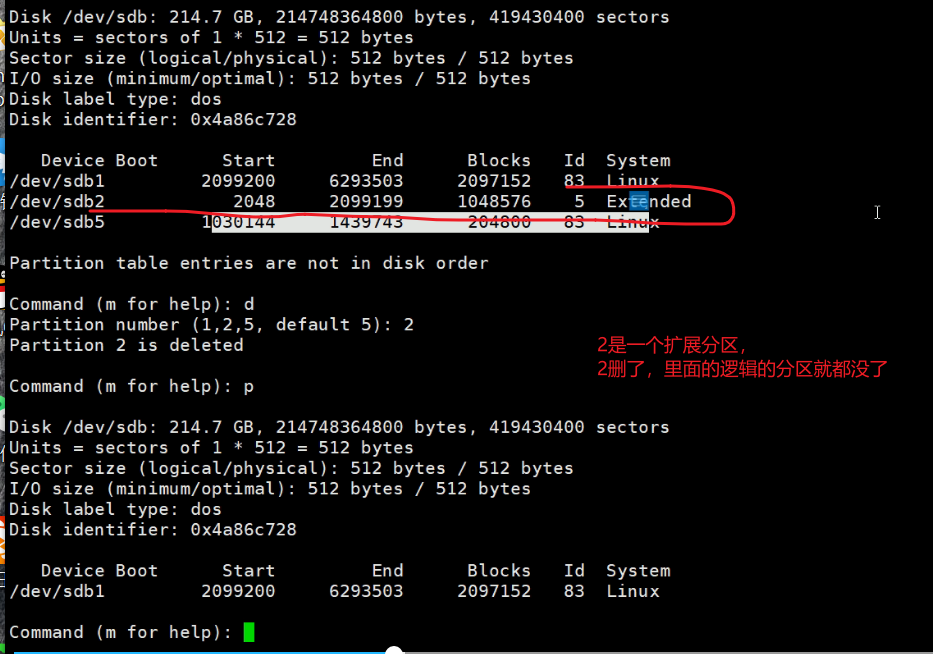 Disk /dev/sdb: 214.7 GB, 214748364800 bytes, 419430400 sectors
Units = sectors of 1 * 512 = 512 bytes
Sector size (logical/physical): 512 bytes / 512 bytes
I/O size (minimum/optimal): 512 bytes / 512 bytes
Disk label type: dos
Disk identifier: 0x4a86c728
Device Boot Start End Blocks Id System
/dev/sdb1 2099200 6293503 2097152 83 Linux
/dev/sdb2 2048 2099199 1048576 5 Extended
/dev/sdb5 1030144 1439743 204800 83 Linux
Partition table entries are not in disk order
Command (m for help): d
Partition number (1,2,5, default 5): 2
Partition 2 is deleted
2是一个扩展分区,
2删了，里面的逻辑的分区就都没了
Command (m for help): p
Disk /dev/sdb: 214.7 GB, 214748364800 bytes, 419430400 sectors
Units = sectors of 1 * 512 = 512 bytes
Sector size (logical/physical): 512 bytes / 512 bytes
I/O size (minimum/optimal): 512 bytes / 512 bytes
Disk label type: dos
Disk identifier: 0x4a86c728
Device Boot Start End Blocks Id System
/dev/sdb1 2099200 6293503 2097152 83 Linux
Command (m for help):